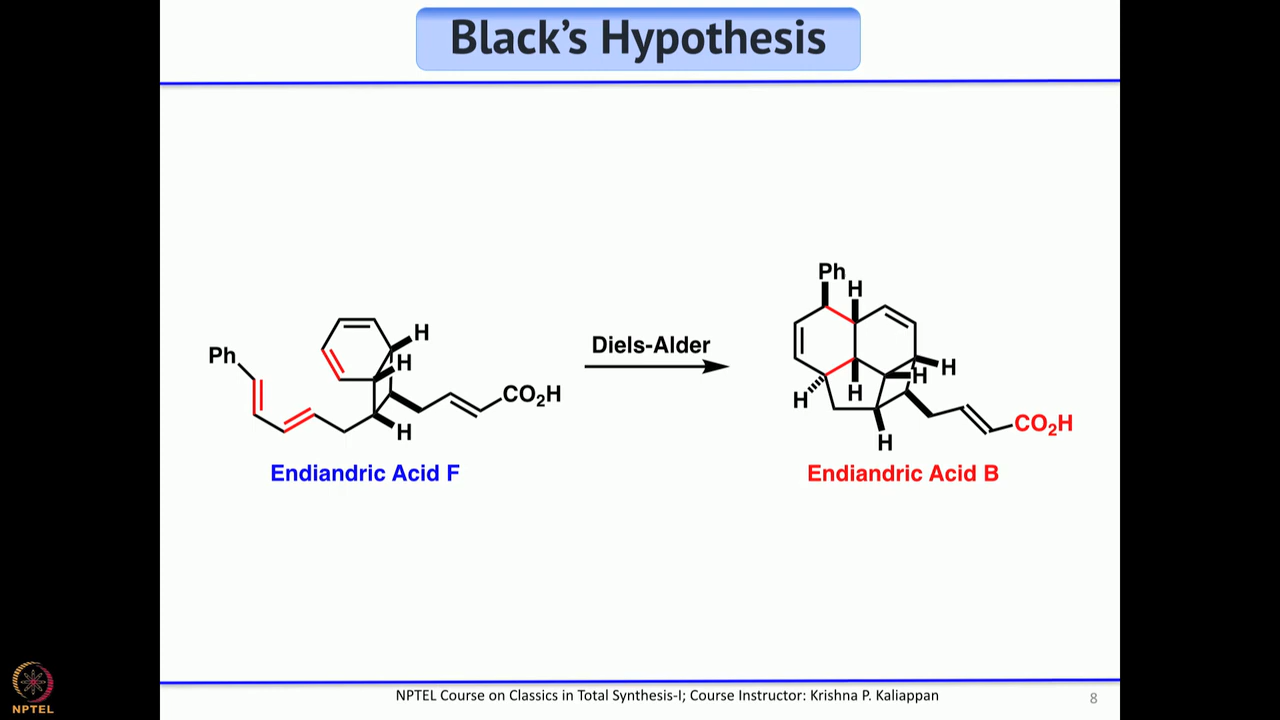 Black's Hypothesis
Ph
H
H
H
CO₂H
Endiandric Acid F
Diels-Alder
Ph
H
H
H
H
H
H
CO₂H
Endiandric Acid B
NPTEL Course on Classics in Total Synthesis-I; Course Instructor: Krishna P. Kaliappan
8
NPTEL